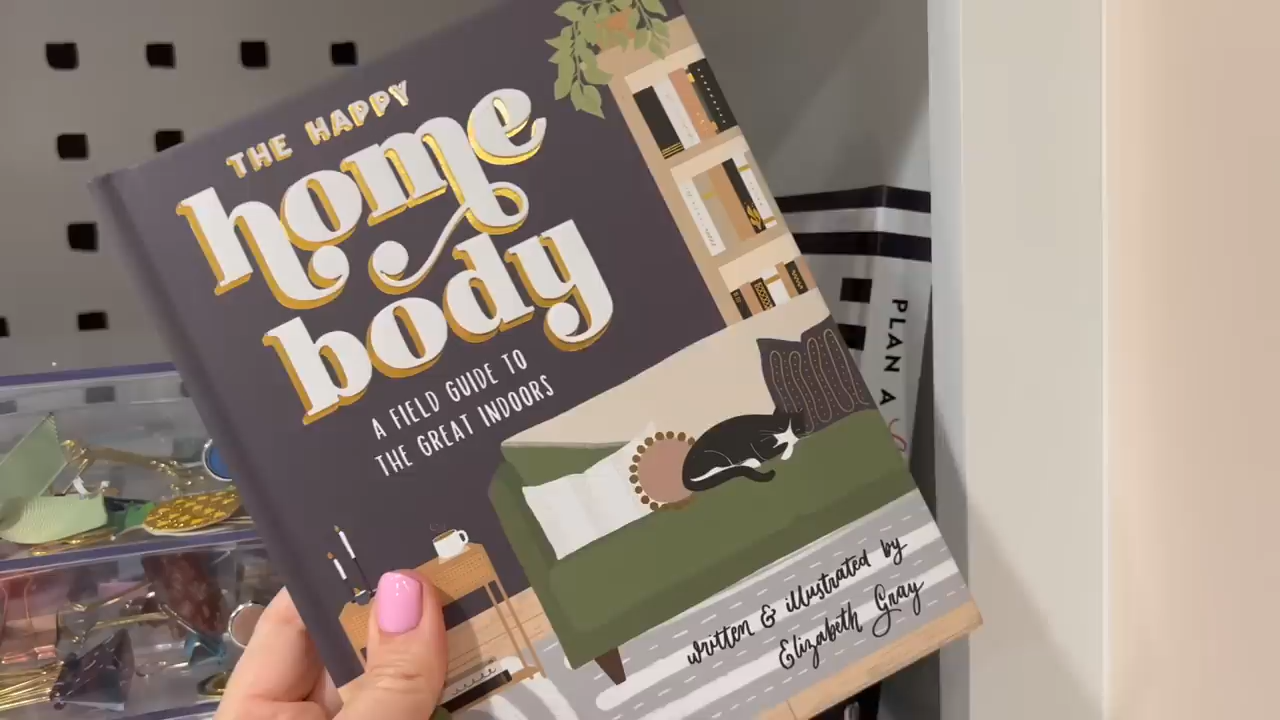 THE HAPPY
home
body
A FIELD GUIDE TO
THE GREAT INDOORS
written & illustrated by
Elizabeth Gray
PLAN A